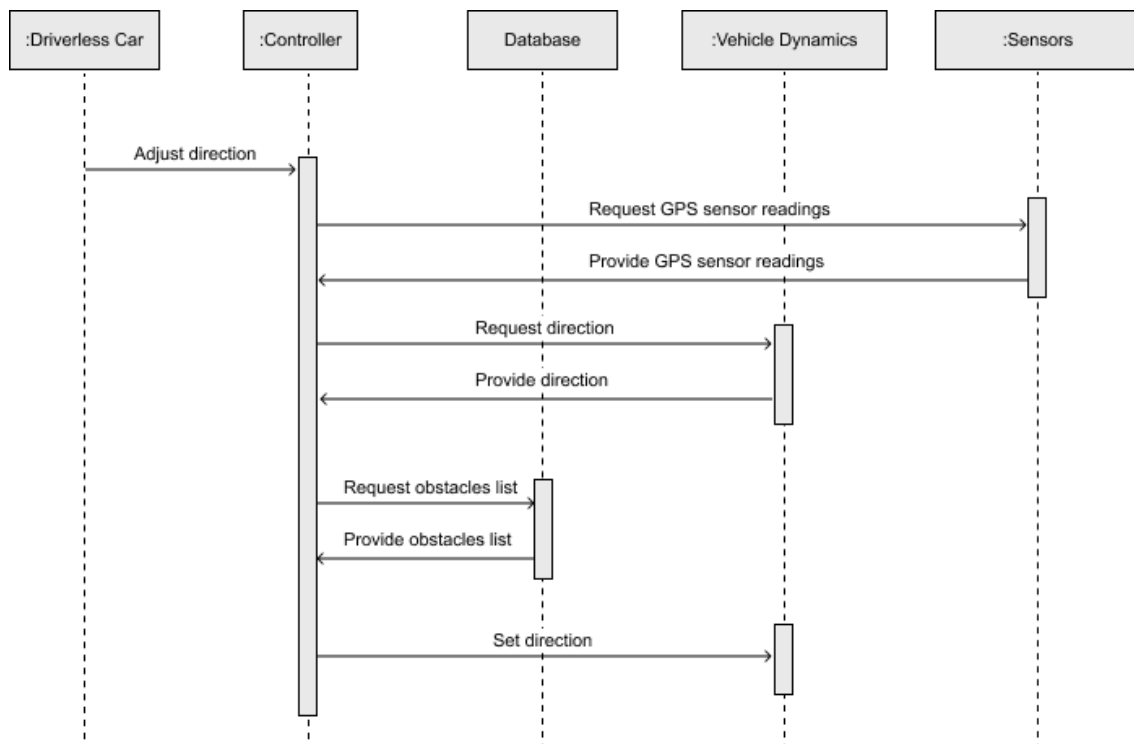 :Driverless Car
:Controller
Database
:Vehicle Dynamics
:Sensors
Adjust direction
Request GPS sensor readings
Provide GPS sensor readings
Request direction
Provide direction
Request obstacles list
Provide obstacles list
Set direction